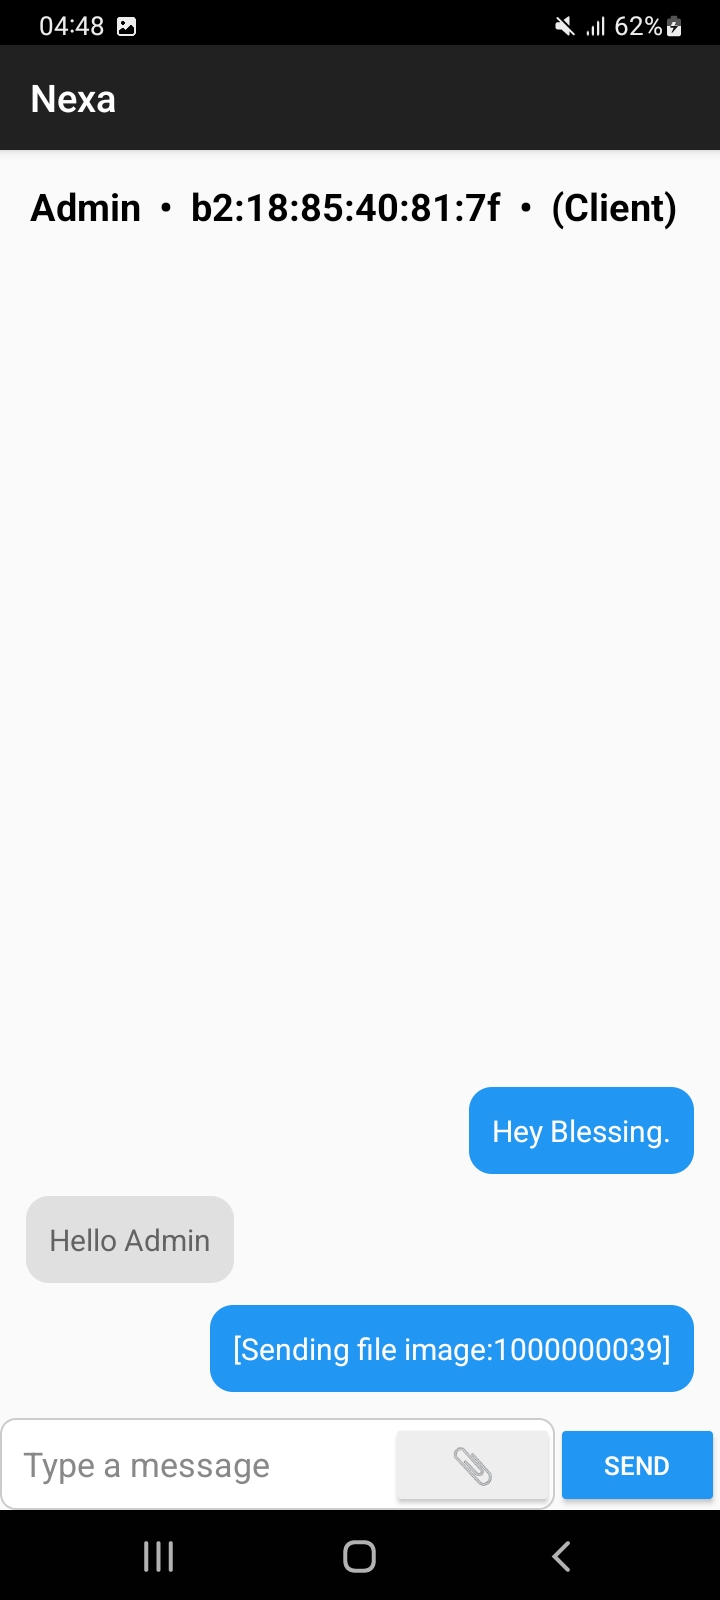 04:48 62%
Nexa
Admin • b2:18:85:40:81:7f • (Client)
Hey Blessing.
Hello Admin
[Sending file image:1000000039]
Type a message SEND